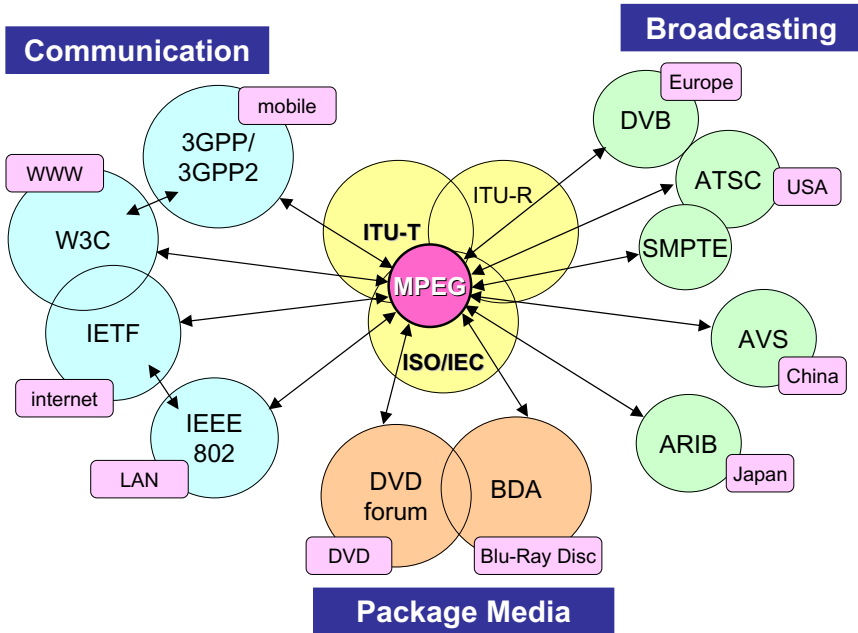 Communication
Broadcasting
mobile
3GPP/
3GPP2
WWW
W3C
IETF
internet
IEEE
802
LAN
ITU-T
ITU-R
MPEG
ISO/IEC
Europe
DVB
ATSC
USA
SMPTE
AVS
China
ARIB
Japan
DVD
forum
DVD
BDA
Blu-Ray Disc
Package Media